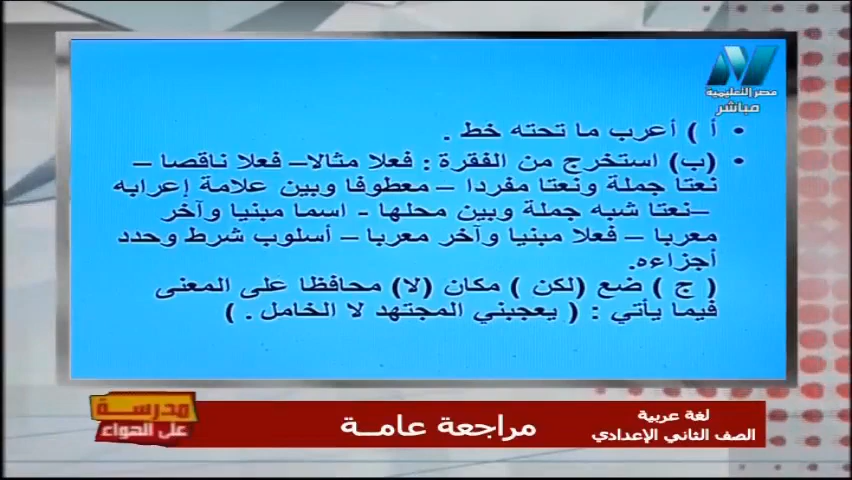 مصر التعليمية
مباشر
• أ ) أعرب ما تحته خط .
• (ب) استخرج من الفقرة : فعلا مثالا– فعلا ناقصا –
نعتا جملة ونعتا مفردا – معطوفا وبين علامة إعرابه
–نعتا شبه جملة وبين محلها - اسما مبنيا وآخر
معربا – فعلا مبنيا وآخر معربا – أسلوب شرط وحدد
أجزاءه.
( ج ) ضع (لكن ) مكان (لا) محافظا على المعنى
فيما يأتي : ( يعجبني المجتهد لا الخامل . )
لغة عربية
الصف الثاني الإعدادي
مراجعة عامــة
مدرسـة
على الهواء